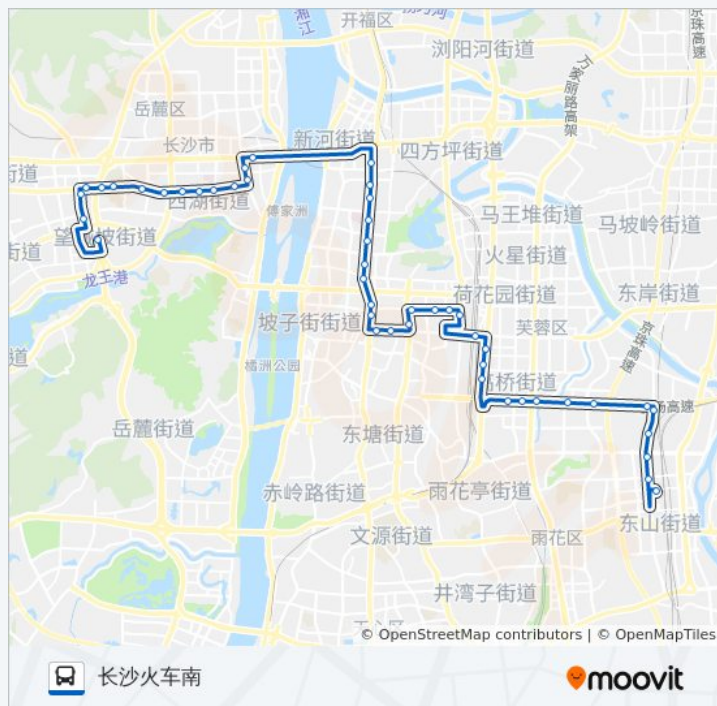 湘江
开福区
浏阳河街道
京珠高速
万家丽路高架
岳麓区
长沙市
新河街道
四方坪街道
街道
西湖街道
傅家洲
马王堆街道
马坡岭街道
望 坡街道
街道
火星街道
龙王港
荷花园街道
东岸街道
坡子街街道
芙蓉区
京珠高速
道
橘洲公园
马桥街道
场高速
岳麓街道
东塘街道
赤岭路街道
雨花亭街道
东山街道
文源街道
雨花区
井湾子街道
© OpenStreetMap contributors | © OpenMapTiles
长沙火车南
moovit